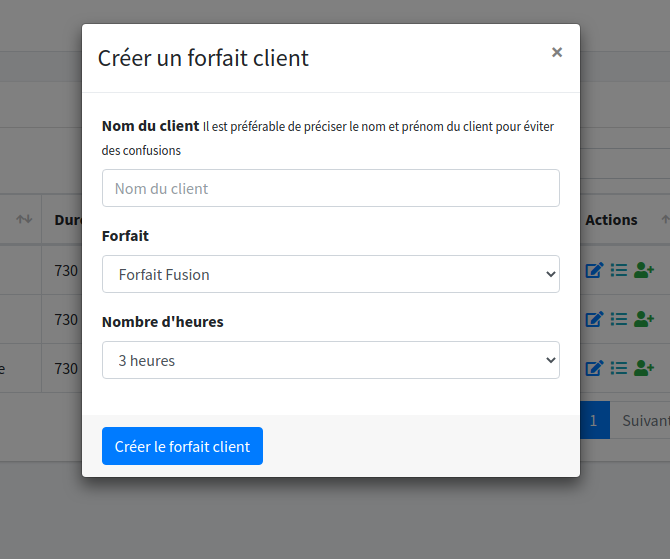 Créer un forfait client
×
Nom du client Il est préférable de préciser le nom et prénom du client pour éviter
des confusions
Nom du client
Forfait
Forfait Fusion
Nombre d'heures
3 heures
Créer le forfait client
Actions
730
730
730
1